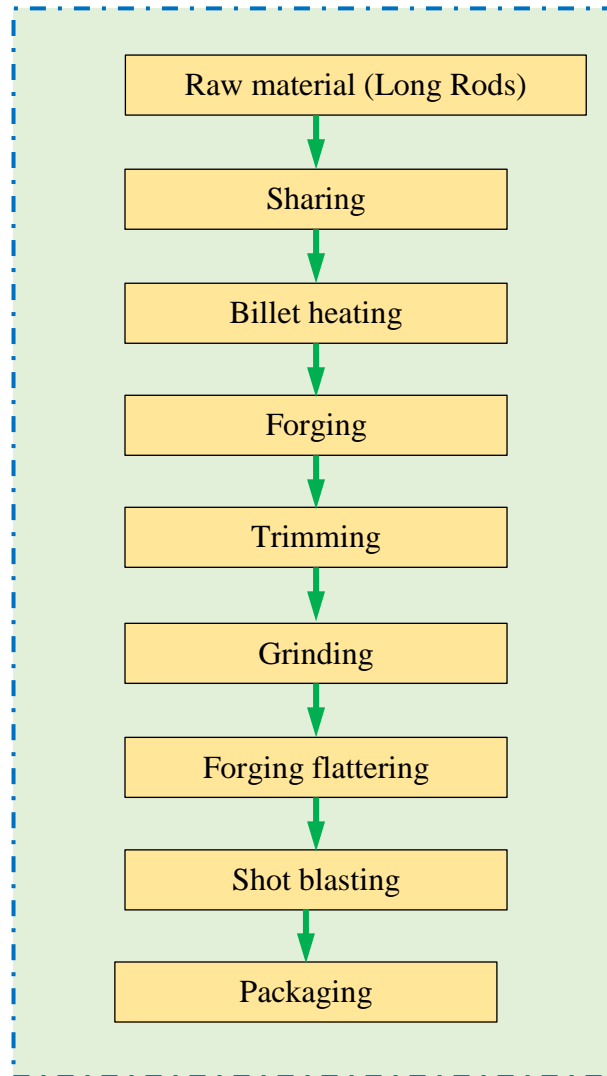 Raw material (Long Rods)
Sharing
Billet heating
Forging
Trimming
Grinding
Forging flattering
Shot blasting
Packaging